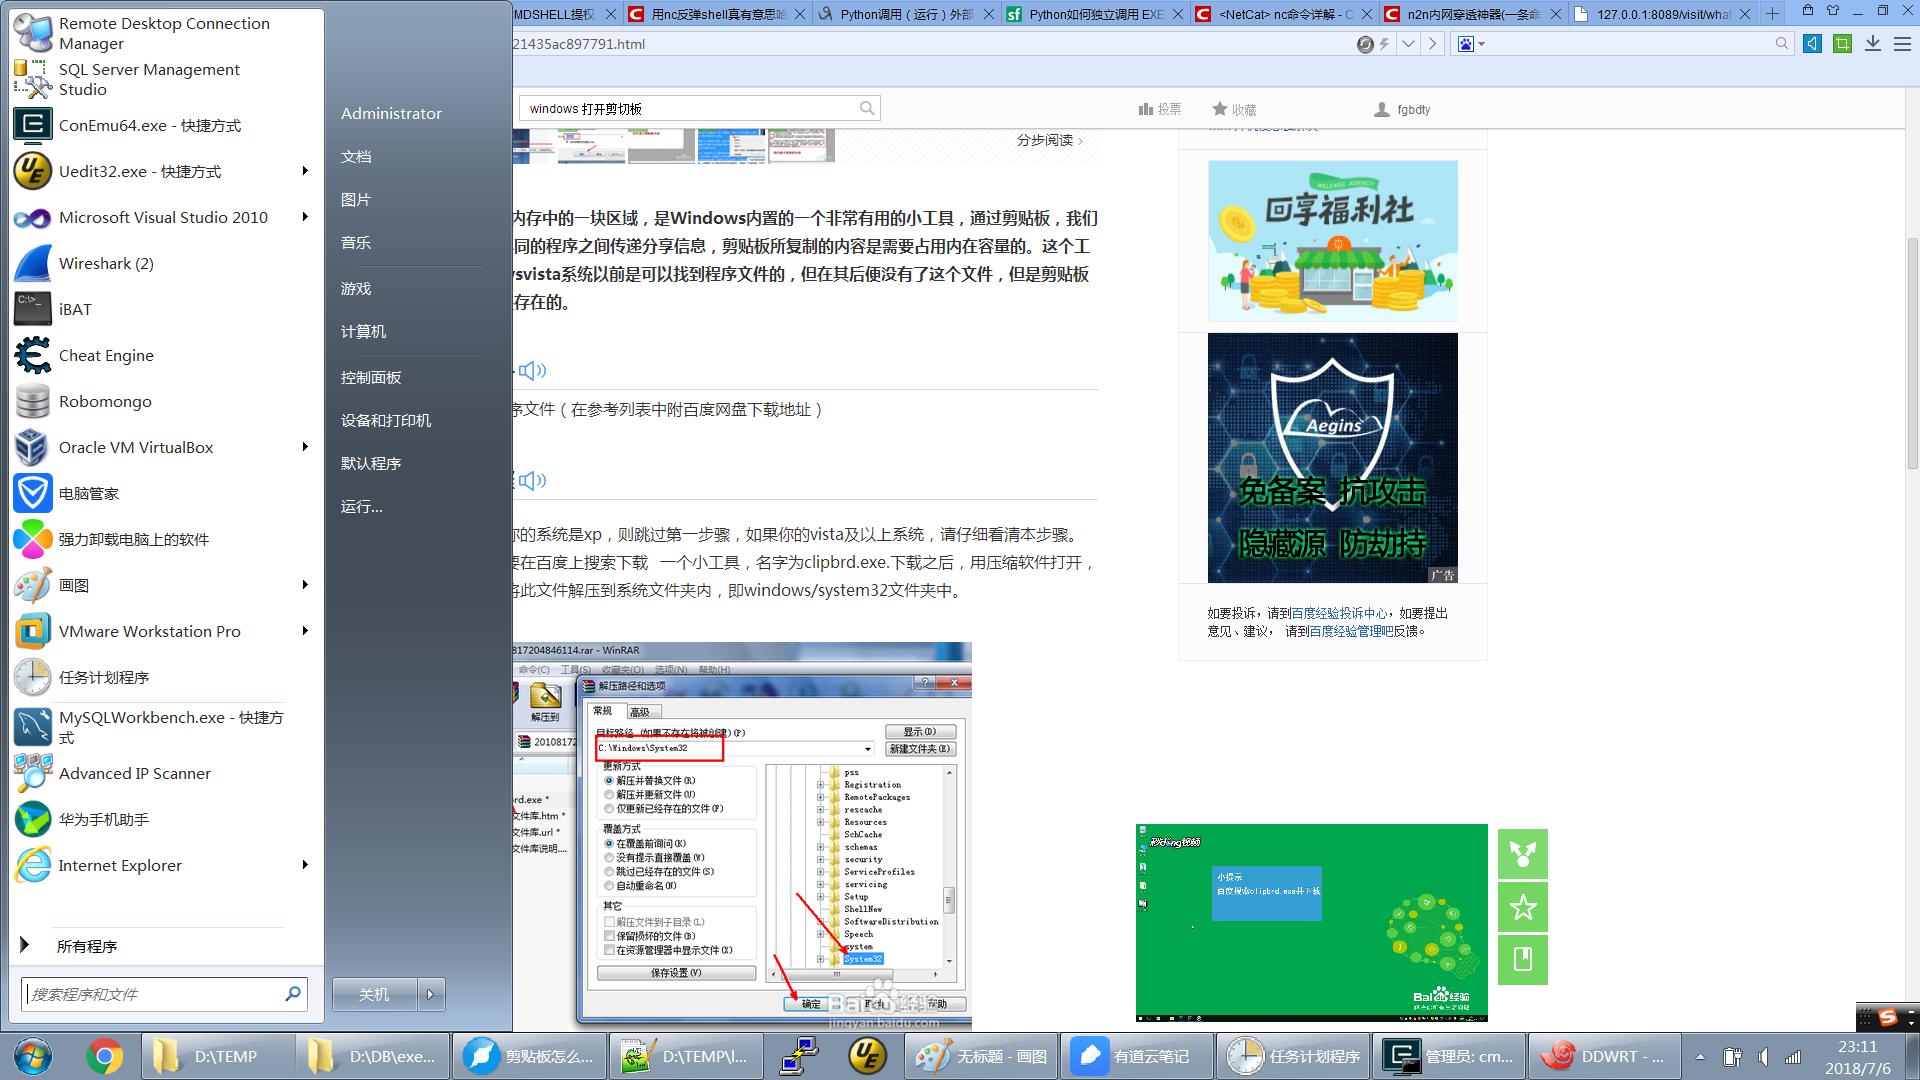 Remote Desktop Connection
Manager
SQL Server Management
Studio
ConEmu64.exe - 快捷方式
Uedit32.exe - 快捷方式
Microsoft Visual Studio 2010
Wireshark (2)
iBAT
Cheat Engine
Robomongo
Oracle VM VirtualBox
电脑管家
强力卸载电脑上的软件
画图
VMware Workstation Pro
任务计划程序
MySQLWorkbench.exe - 快捷方
式
Advanced IP Scanner
华为手机助手
Internet Explorer
所有程序
搜索程序和文件
Administrator
文档
图片
音乐
游戏
计算机
控制面板
设备和打印机
默认程序
运行...
关机
MDSHELL提权
用nc反弹shell真有意思哈
Python调用（运行）外部
Python如何独立调用 EXE
<NetCat> nc命令详解 - C
n2n内网穿透神器(一条命
127.0.0.1:8089/visit/what
21435ac897791.html
windows 打开剪切板
投票
收藏
fgbdty
分步阅读
内存中的一块区域，是Windows内置的一个非常有用的小工具，通过剪贴板，我们
同的程序之间传递分享信息，剪贴板所复制的内容是需要占用内在容量的。这个工
svista系统以前是可以找到程序文件的，但在其后便没有了这个文件，但是剪贴板
存在的。
序文件（在参考列表中附百度网盘下载地址）
你的系统是xp，则跳过第一步骤，如果你的vista及以上系统，请仔细看清本步骤。
要在百度上搜索下载 一个小工具，名字为clipbrd.exe.下载之后，用压缩软件打开，
将此文件解压到系统文件夹内，即windows/system32文件夹中。
817204846114.rar - WinRAR
命令(C) 工具(S) 收藏夹(O) 选项(N) 帮助(H)
解压到
2010817
rd.exe *
文件库.htm *
文件库.url *
文件库说明....
解压路径和选项
常规
高级
目标路径（如果不存在将被创建）(P)
C:\Windows\System32
显示(D)
新建文件夹(E)
更新方式
解压并替换文件(R)
解压并更新文件(U)
仅更新已经存在的文件(F)
覆盖方式
在覆盖前询问(K)
没有提示直接覆盖(W)
跳过已经存在的文件(S)
自动重命名(N)
其它
解压文件到子目录(L)
保留损坏的文件(B)
在资源管理器中显示文件(X)
保存设置(V)
pss
Registration
RemotePackages
rescache
Resources
SchCache
schemas
security
ServiceProfiles
servicing
Setup
ShellNew
SoftwareDistribution
Speech
system
System32
确定
取消
帮助
Baidu经验
jingyan.baidu.com
WELFARE AGENCY
回享福利社
Aegins
免备案 抗攻击
隐藏源 防劫持
广告
如要投诉，请到百度经验投诉中心，如要提出
意见、建议， 请到百度经验管理吧反馈。
小提示
百度搜索clipbrd.exe并下载
Baidu经验
D:\TEMP
D:\DB\exe...
剪贴板怎么...
D:\TEMP\l...
无标题 - 画图
有道云笔记
任务计划程序
管理员: cm...
DDWRT - ...
23:11
2018/7/6